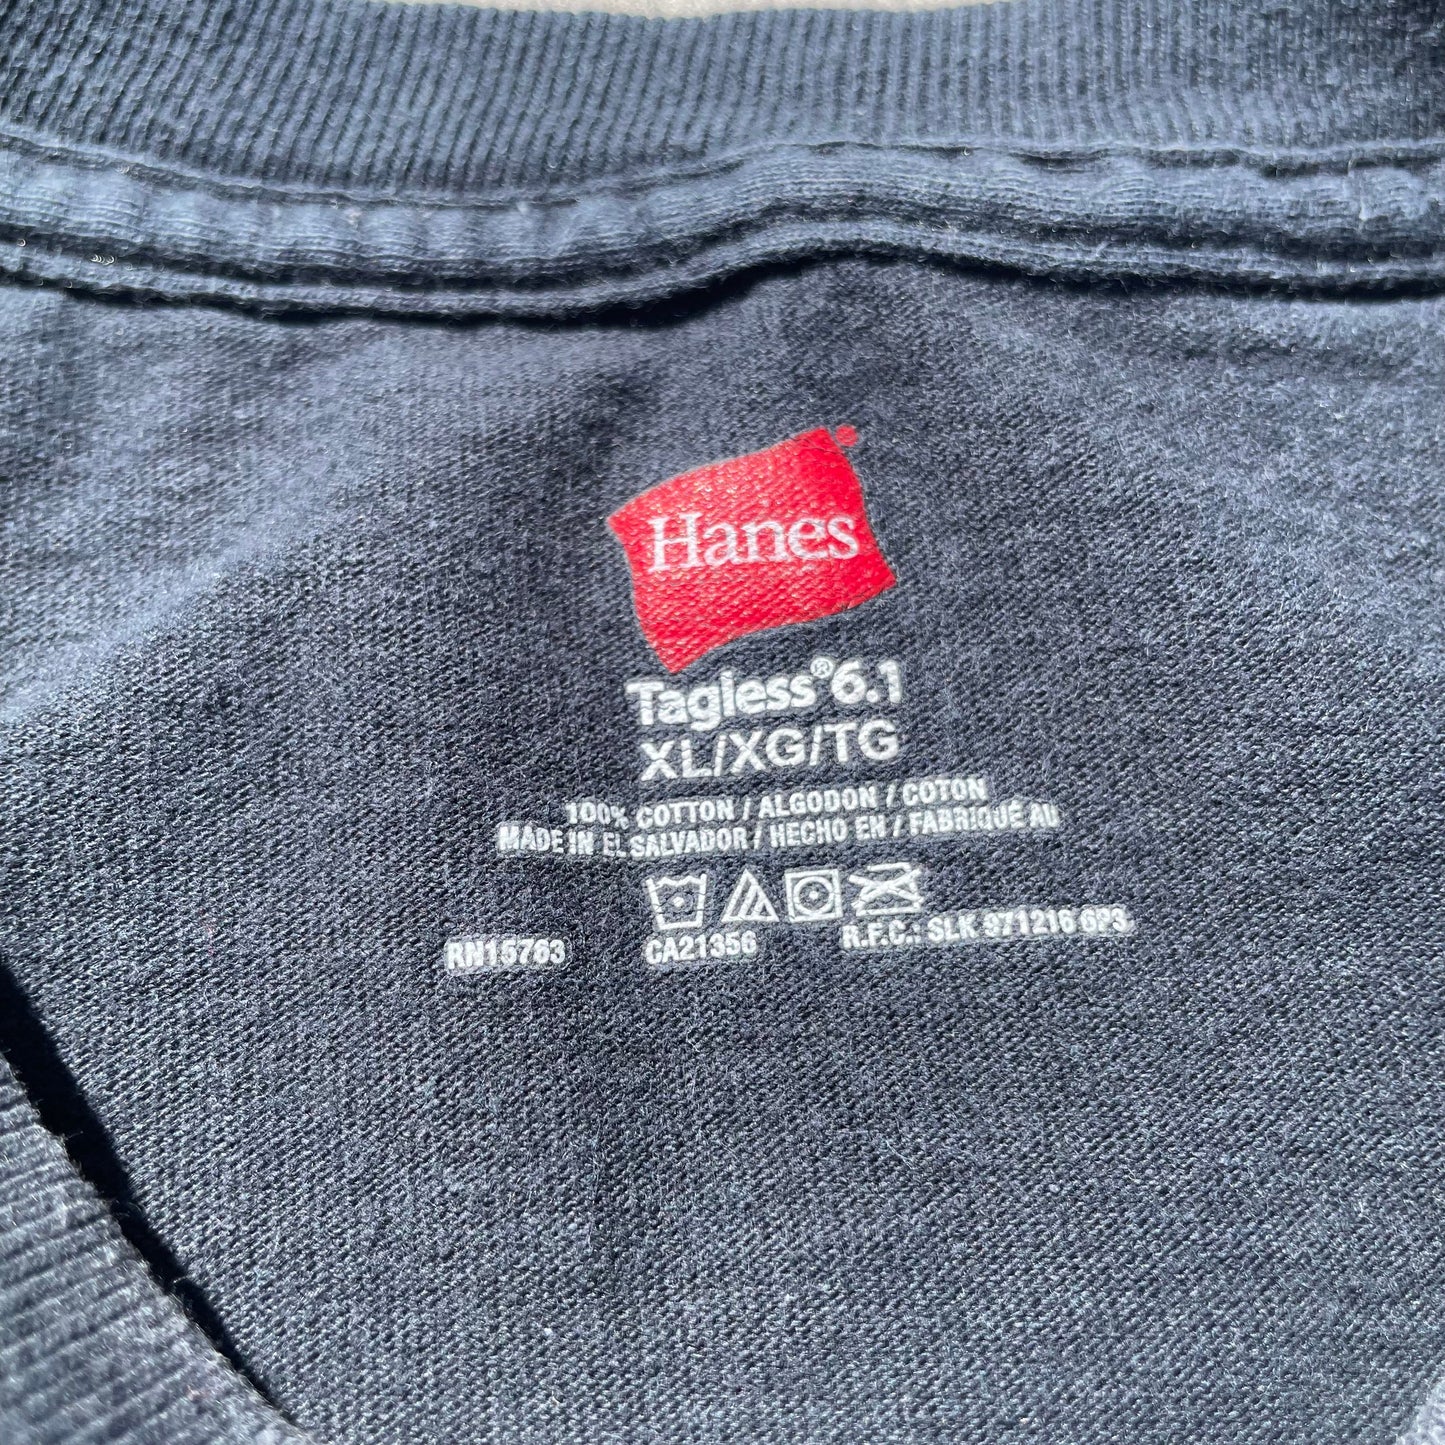 Hanes®
Tagless®6.1
XL/XG/TG
100% COTTON / ALGODON / COTON
MADE IN EL SALVADOR / HECHO EN / FABRIQUÉ AU
RN15763 CA21356 R.F.C.: SLK 971216 6P3